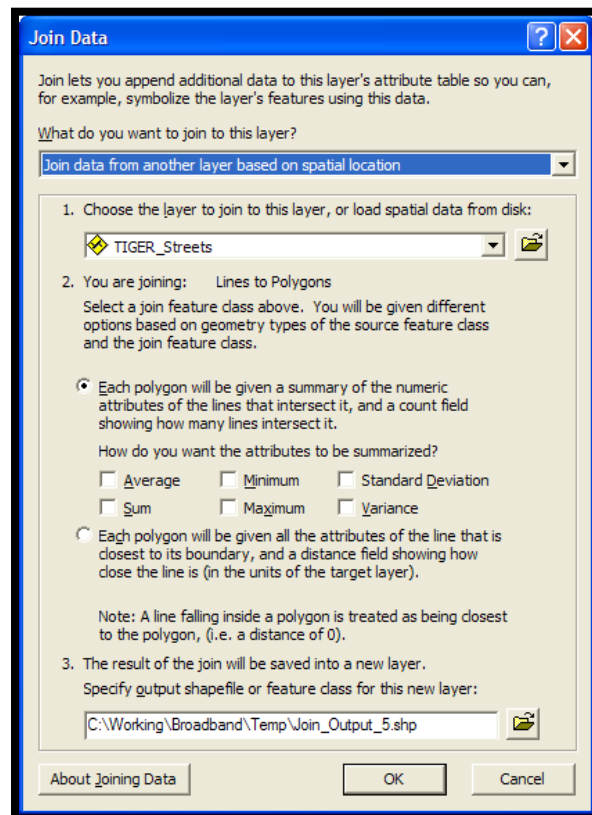 Join Data
Join lets you append additional data to this layer's attribute table so you can,
for example, symbolize the layer's features using this data.
What do you want to join to this layer?
Join data from another layer based on spatial location
1. Choose the layer to join to this layer, or load spatial data from disk:
TIGER_Streets
2. You are joining: Lines to Polygons
Select a join feature class above. You will be given different
options based on geometry types of the source feature class
and the join feature class.
Each polygon will be given a summary of the numeric
attributes of the lines that intersect it, and a count field
showing how many lines intersect it.
How do you want the attributes to be summarized?
Average Minimum Standard Deviation
Sum Maximum Variance
Each polygon will be given all the attributes of the line that is
closest to its boundary, and a distance field showing how
close the line is (in the units of the target layer).
Note: A line falling inside a polygon is treated as being closest
to the polygon, (i.e. a distance of 0).
3. The result of the join will be saved into a new layer.
Specify output shapefile or feature class for this new layer:
C:\Working\Broadband\Temp\Join_Output_5.shp
About Joining Data OK Cancel